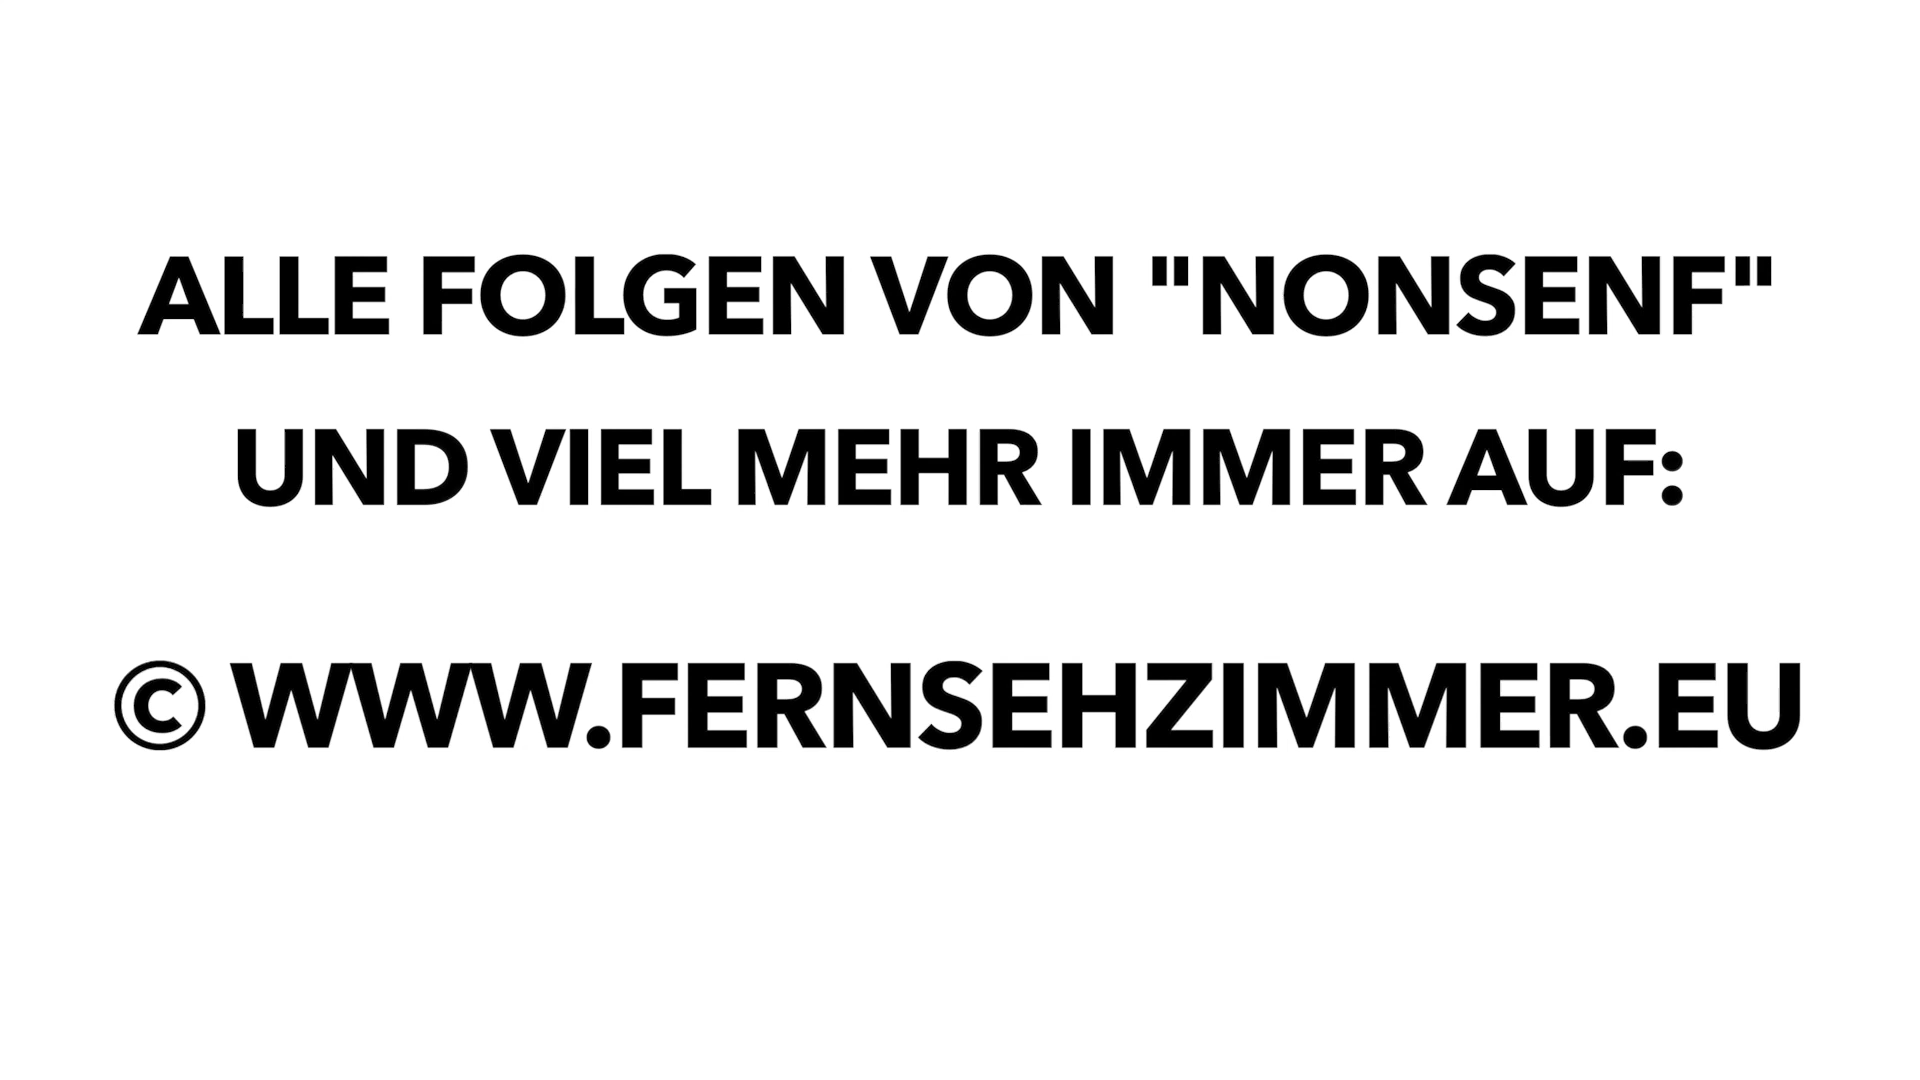 ALLE FOLGEN VON "NONSENF"
UND VIEL MEHR IMMER AUF:
© WWW.FERNSEHZIMMER.EU